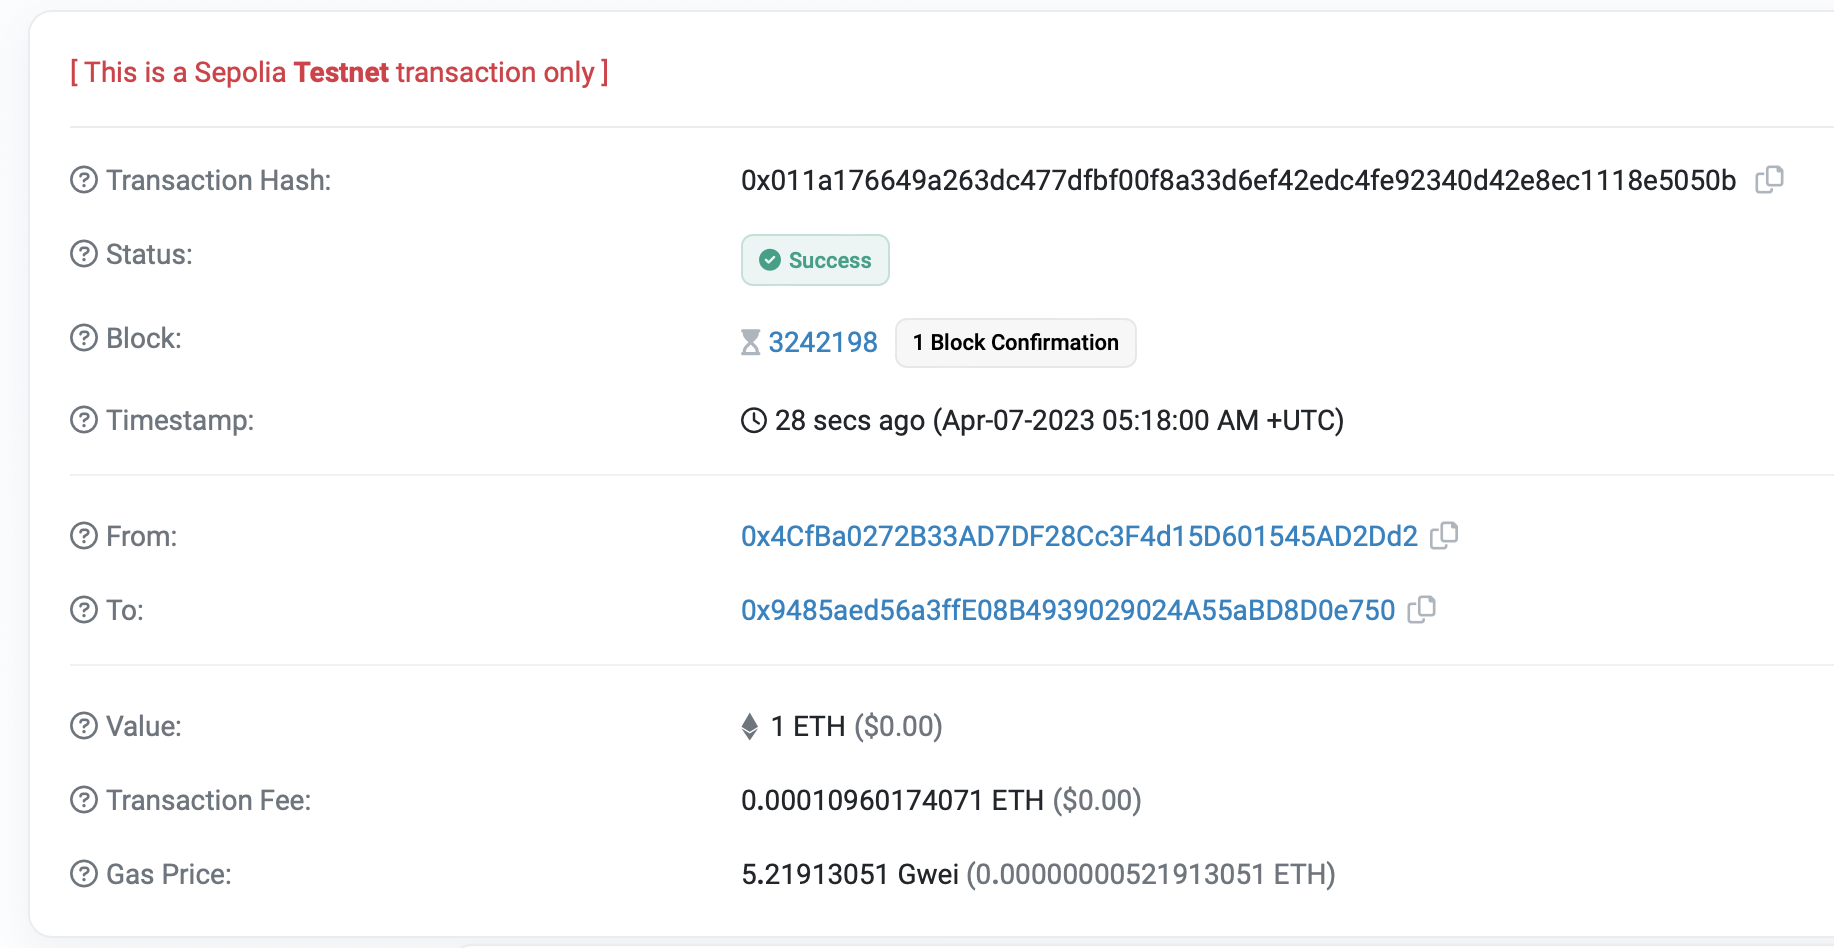 [ This is a Sepolia Testnet transaction only ]
Transaction Hash: 0x011a176649a263dc477dfbf00f8a33d6ef42edc4fe92340d42e8ec1118e5050b
Status: Success
Block: 3242198 1 Block Confirmation
Timestamp: 28 secs ago (Apr-07-2023 05:18:00 AM +UTC)
From: 0x4CfBa0272B33AD7DF28Cc3F4d15D601545AD2Dd2
To: 0x9485aed56a3ffE08B4939029024A55aBD8D0e750
Value: 1 ETH ($0.00)
Transaction Fee: 0.00010960174071 ETH ($0.00)
Gas Price: 5.21913051 Gwei (0.00000000521913051 ETH)